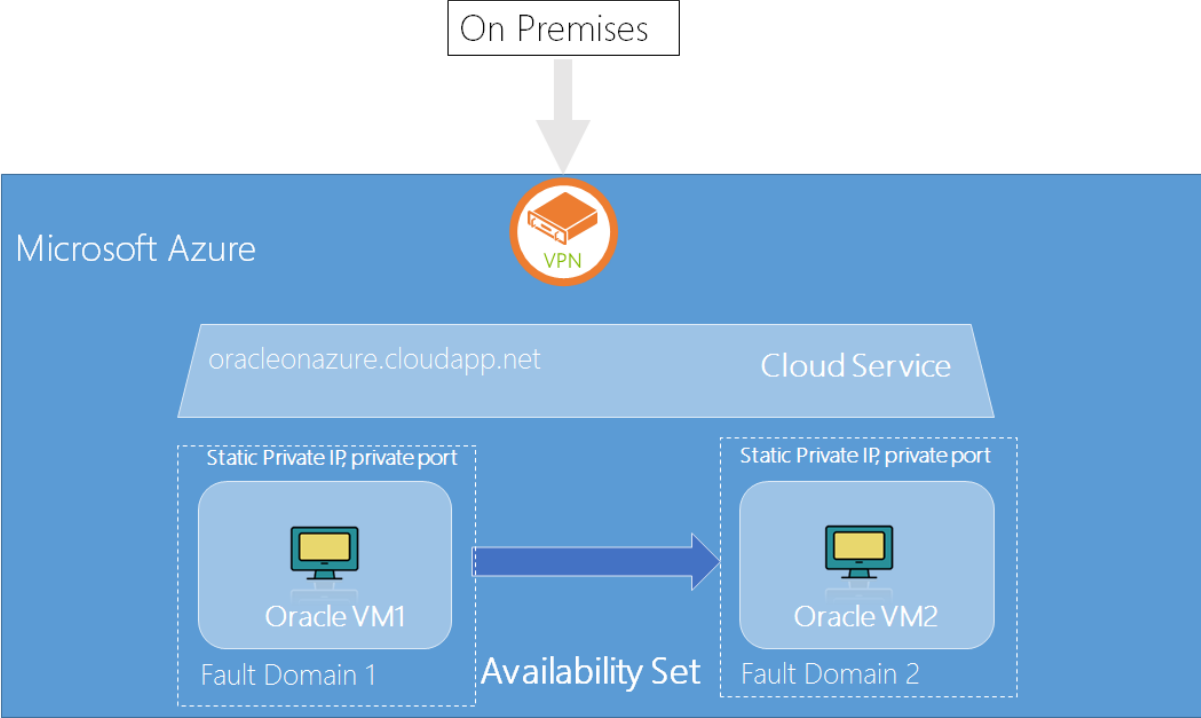 On Premises
VPN
Microsoft Azure
oracleonazure.cloudapp.net
Cloud Service
Static Private IP, private port
Static Private IP, private port
Oracle VM1
Oracle VM2
Fault Domain 1
Availability Set
Fault Domain 2